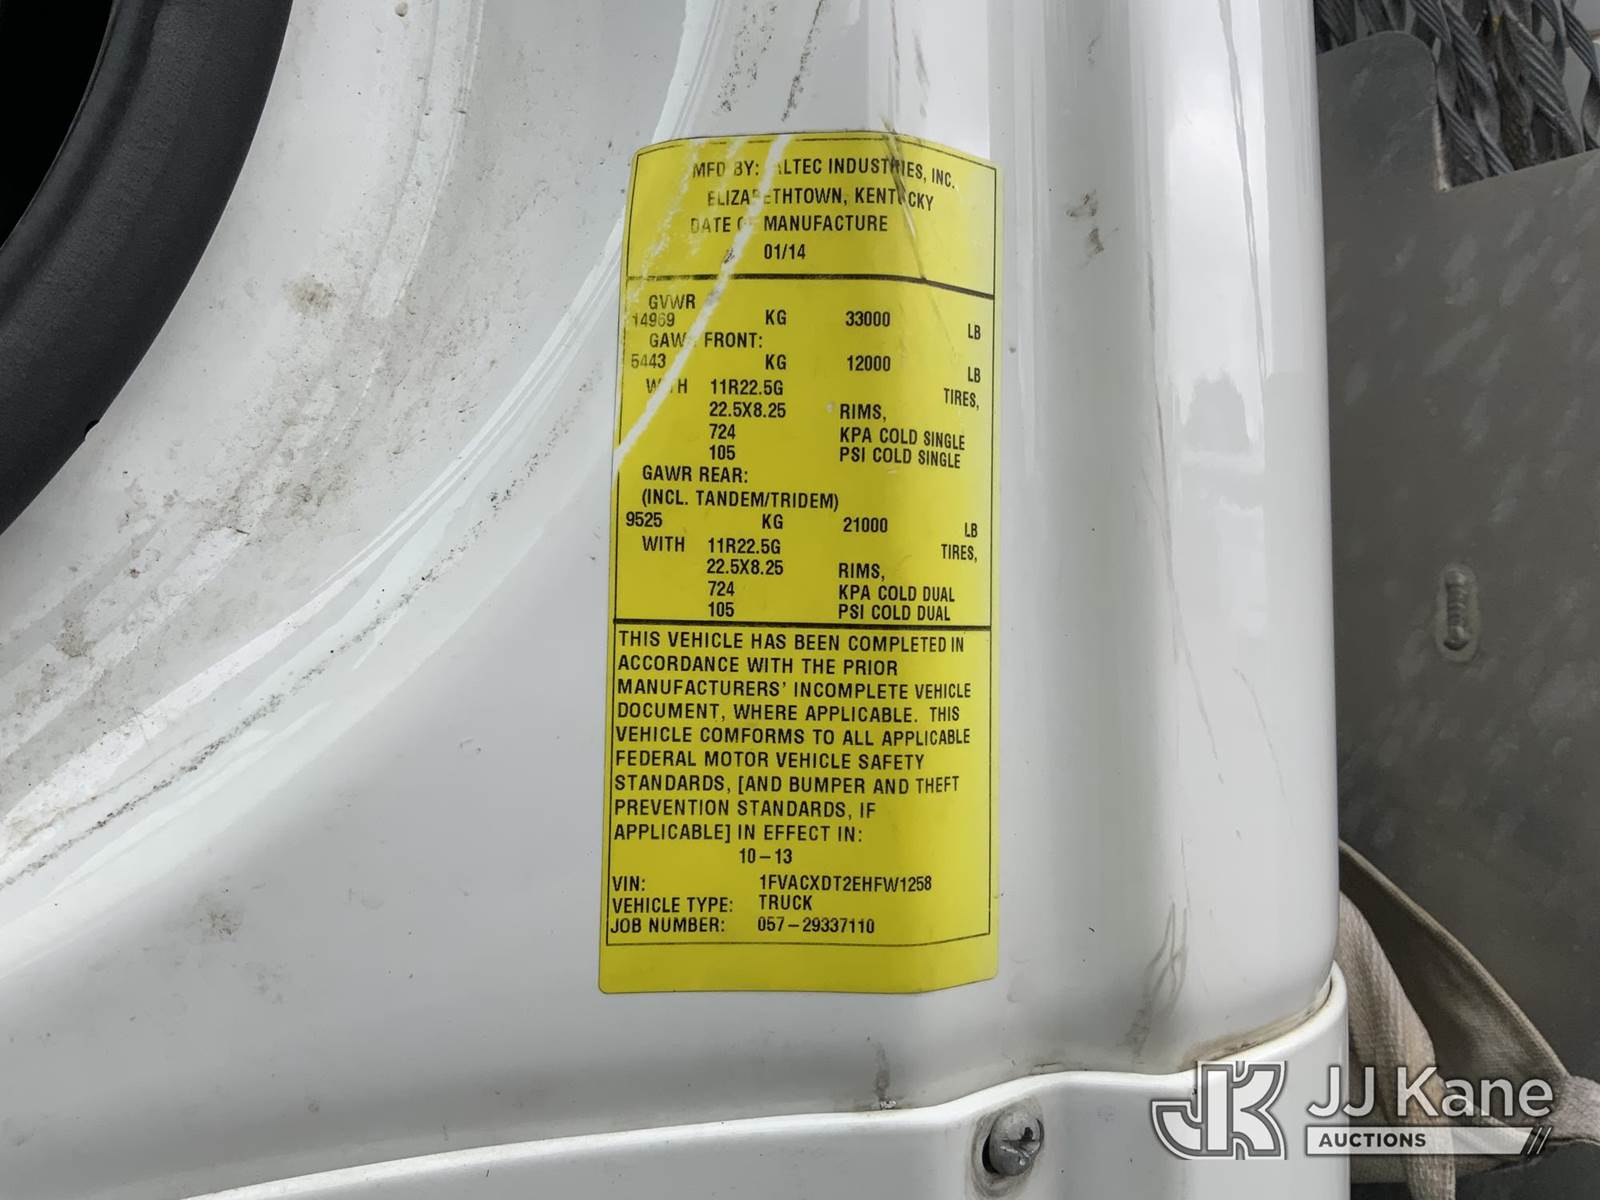 MFD BY: ALTEC INDUSTRIES, INC.
ELIZABETHTOWN, KENTUCKY
DATE OF MANUFACTURE
01/14
GVWR
14969 KG 33000 LB
GAWR FRONT:
5443 KG 12000 LB
WITH 11R22.5G TIRES,
22.5X8.25 RIMS,
724 KPA COLD SINGLE
105 PSI COLD SINGLE
GAWR REAR:
(INCL. TANDEM/TRIDEM)
9525 KG 21000 LB
WITH 11R22.5G TIRES,
22.5X8.25 RIMS,
724 KPA COLD DUAL
105 PSI COLD DUAL
THIS VEHICLE HAS BEEN COMPLETED IN
ACCORDANCE WITH THE PRIOR
MANUFACTURERS' INCOMPLETE VEHICLE
DOCUMENT, WHERE APPLICABLE. THIS
VEHICLE COMFORMS TO ALL APPLICABLE
FEDERAL MOTOR VEHICLE SAFETY
STANDARDS, [AND BUMPER AND THEFT
PREVENTION STANDARDS, IF
APPLICABLE] IN EFFECT IN:
10-13
VIN: 1FVACXDT2EHFW1258
VEHICLE TYPE: TRUCK
JOB NUMBER: 057-29337110
JK JJ Kane
AUCTIONS